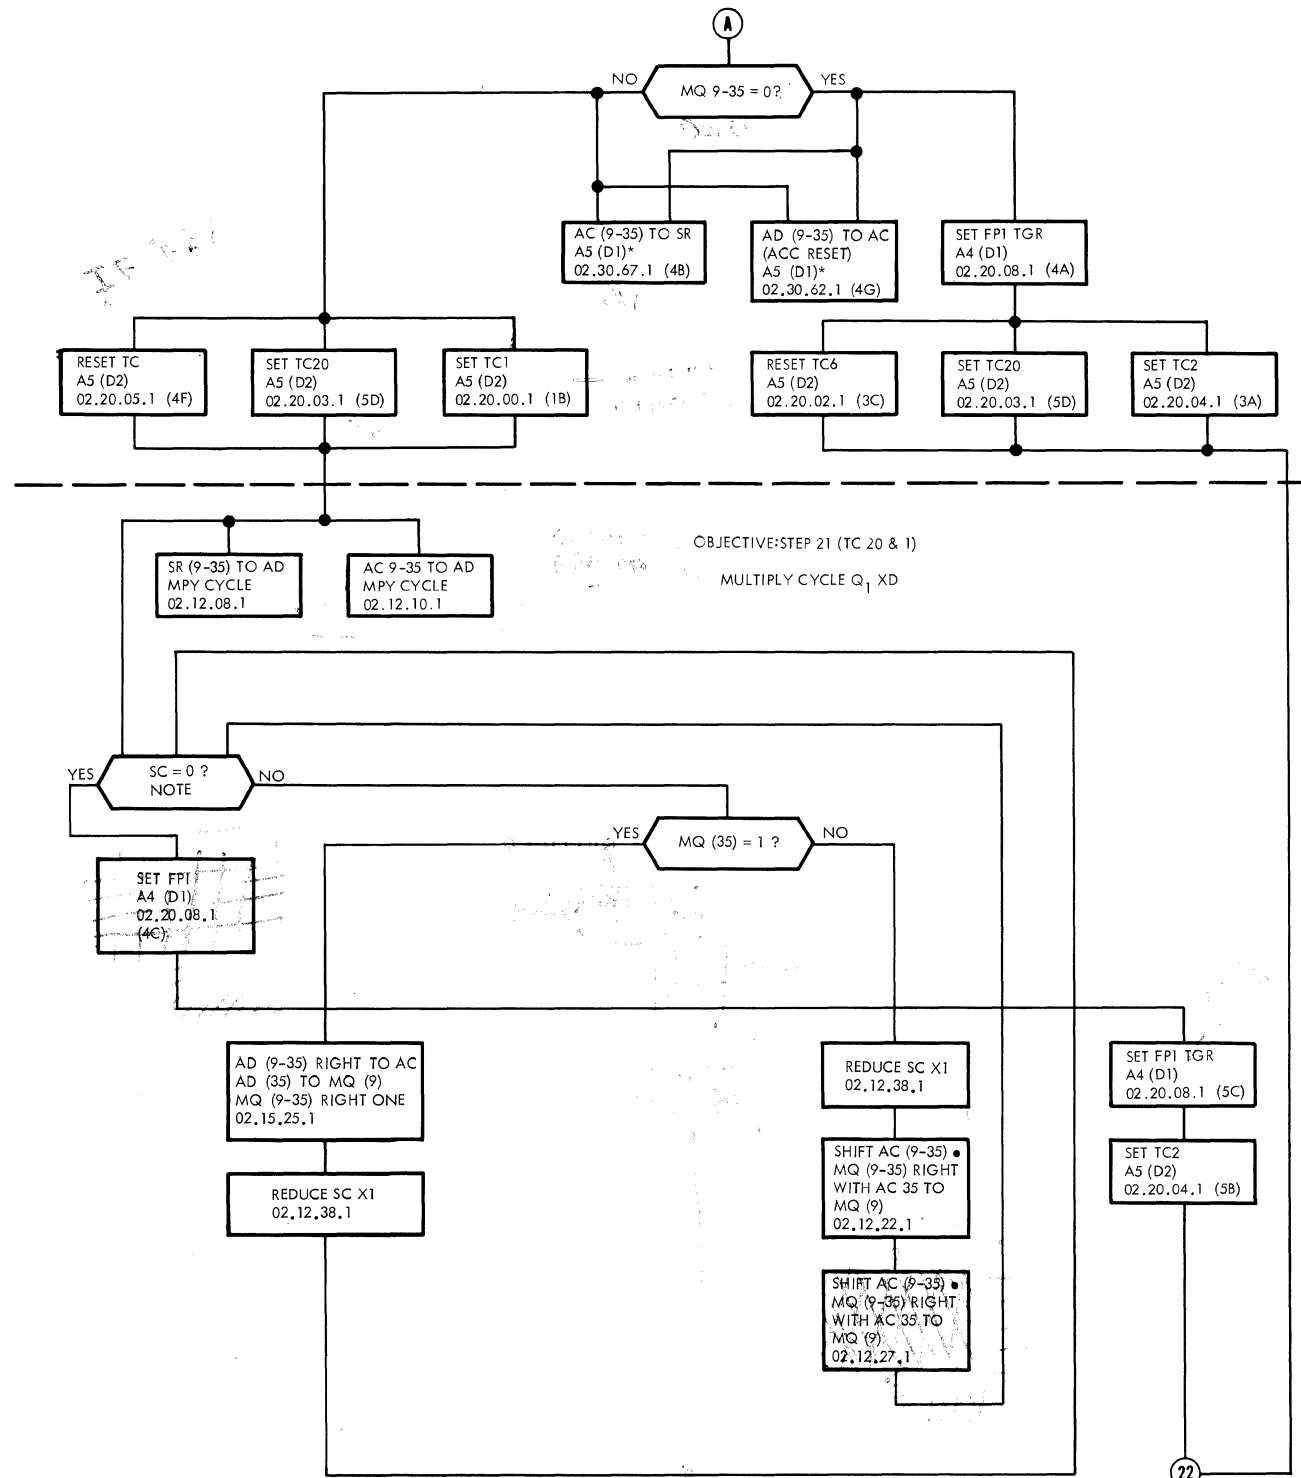 A
NO
MQ 9-35 = 0?
YES
AC (9-35) TO SR
A5 (D1)*
02.30.67.1 (4B)
AD (9-35) TO AC
(ACC RESET)
A5 (D1)*
02.30.62.1 (4G)
SET FP1 TGR
A4 (D1)
02.20.08.1 (4A)
IF
RESET TC
A5 (D2)
02.20.05.1 (4F)
SET TC20
A5 (D2)
02.20.03.1 (5D)
SET TC1
A5 (D2)
02.20.00.1 (1B)
RESET TC6
A5 (D2)
02.20.02.1 (3C)
SET TC20
A5 (D2)
02.20.03.1 (5D)
SET TC2
A5 (D2)
02.20.04.1 (3A)
SR (9-35) TO AD
MPY CYCLE
02.12.08.1
AC 9-35 TO AD
MPY CYCLE
02.12.10.1
OBJECTIVE:STEP 21 (TC 20 & 1)
MULTIPLY CYCLE Q1 XD
YES
SC = 0 ?
NOTE
NO
YES
MQ (35) = 1 ?
NO
SET FP1
A4 (D1)
02.20.08.1
(4C)
AD (9-35) RIGHT TO AC
AD (35) TO MQ (9)
MQ (9-35) RIGHT ONE
02.15.25.1
REDUCE SC X1
02.12.38.1
REDUCE SC X1
02.12.38.1
SHIFT AC (9-35) •
MQ (9-35) RIGHT
WITH AC 35 TO
MQ (9)
02.12.22.1
SHIFT AC (9-35) •
MQ (9-35) RIGHT
WITH AC 35 TO
MQ (9)
02.12.27.1
SET FP1 TGR
A4 (D1)
02.20.08.1 (5C)
SET TC2
A5 (D2)
02.20.04.1 (5B)
22